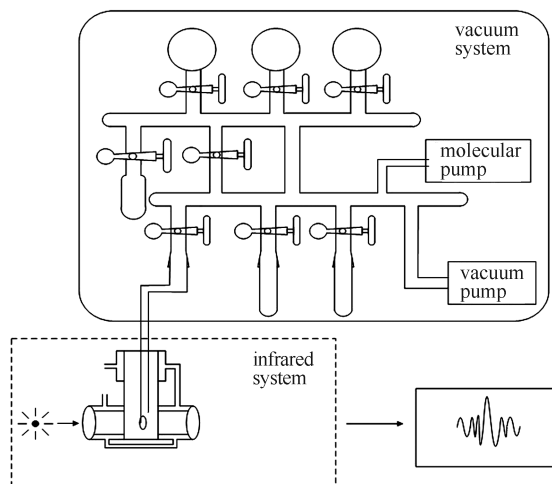 vacuum
system
molecular
pump
vacuum
pump
infrared
system